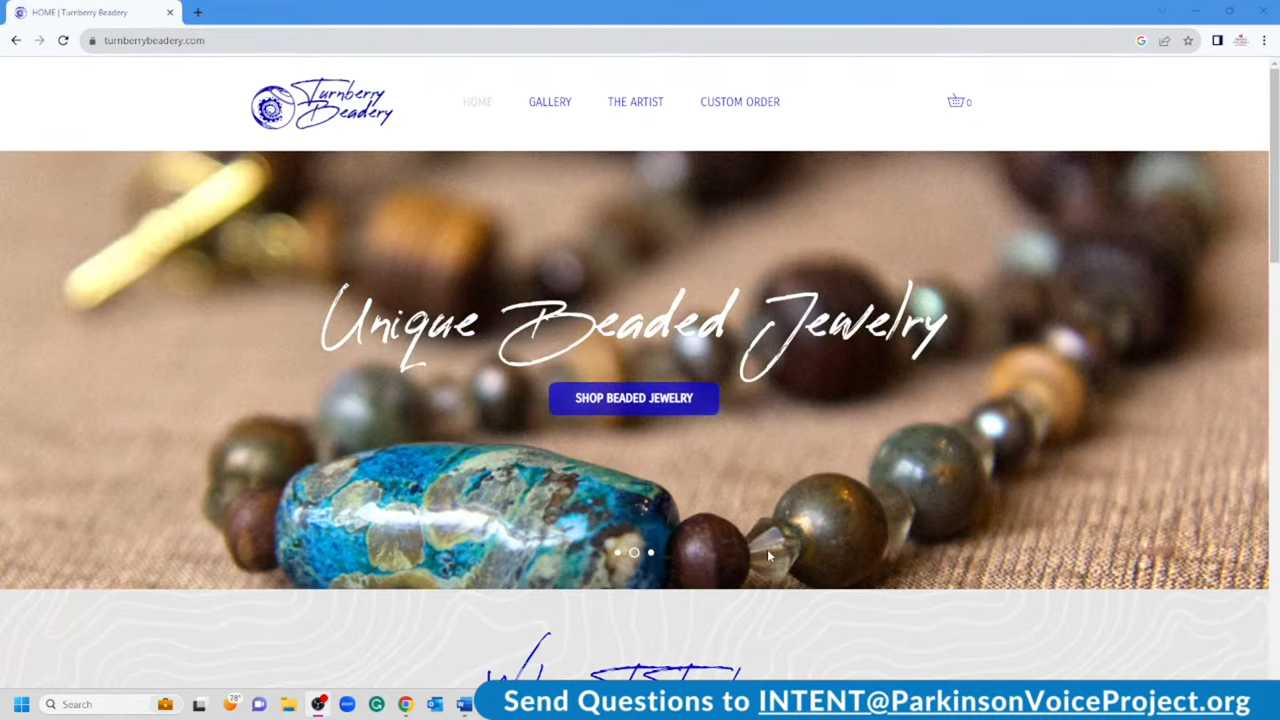 HOME | Turnberry Beadery
turnberrybeadery.com
Turnberry
Beadery
HOME
GALLERY
THE ARTIST
CUSTOM ORDER
0
Unique Beaded Jewelry
SHOP BEADED JEWELRY
Search
78°
Send Questions to INTENT@ParkinsonVoiceProject.org